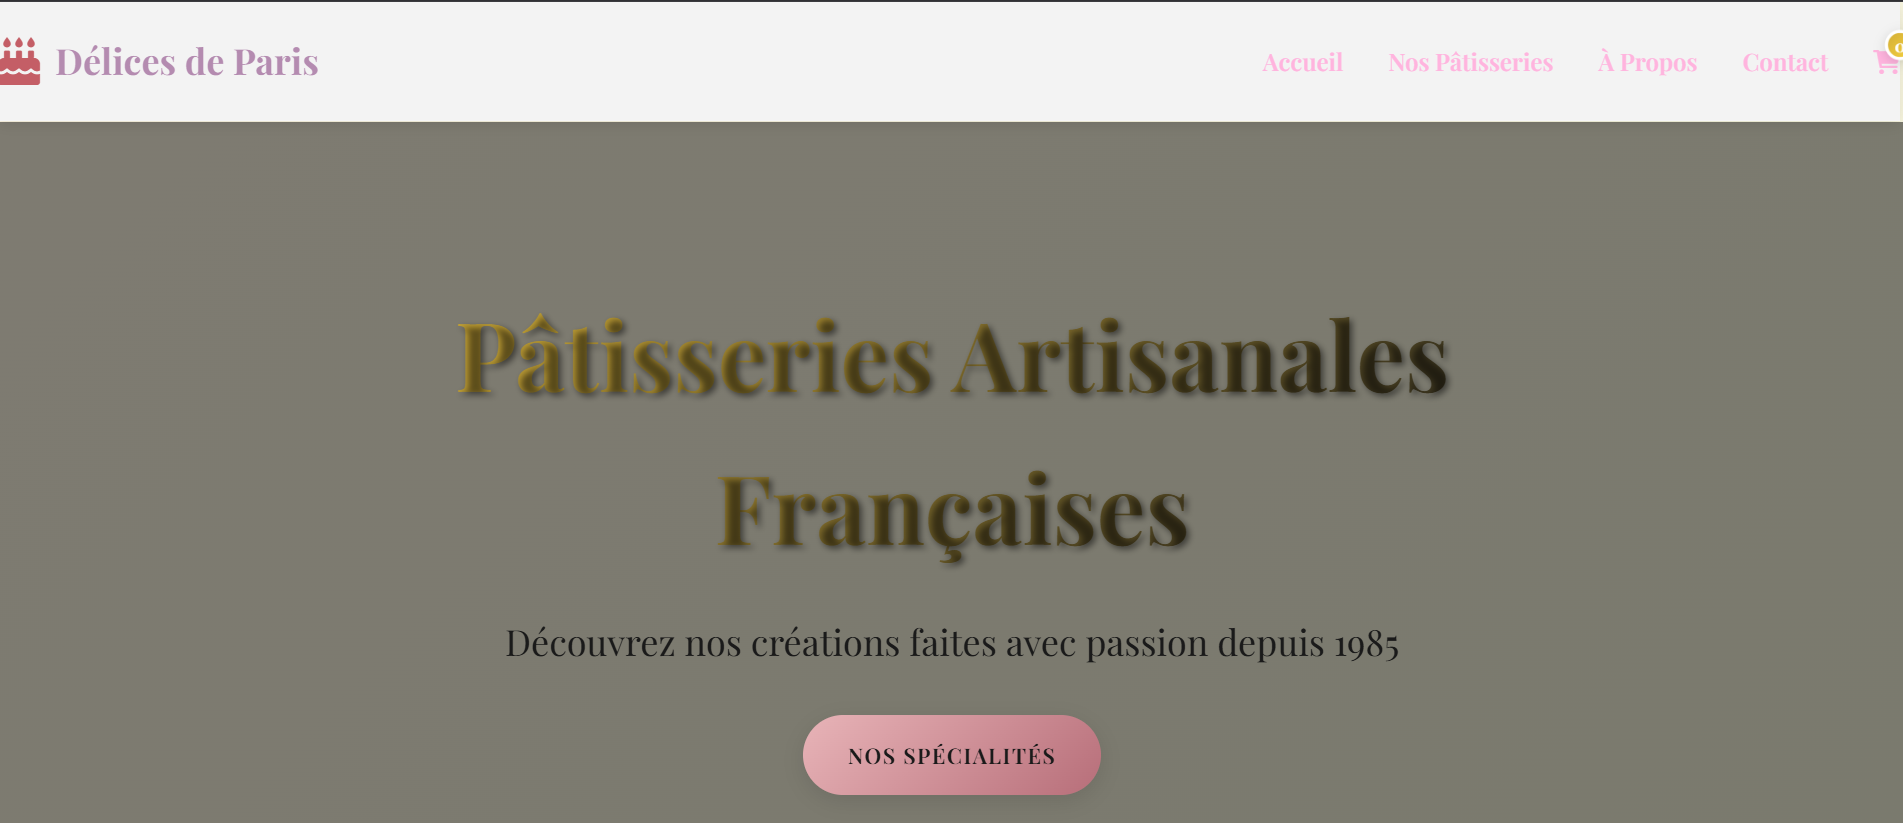 Délices de Paris
Accueil Nos Pâtisseries À Propos Contact
Pâtisseries Artisanales
Françaises
Découvrez nos créations faites avec passion depuis 1985
NOS SPÉCIALITÉS